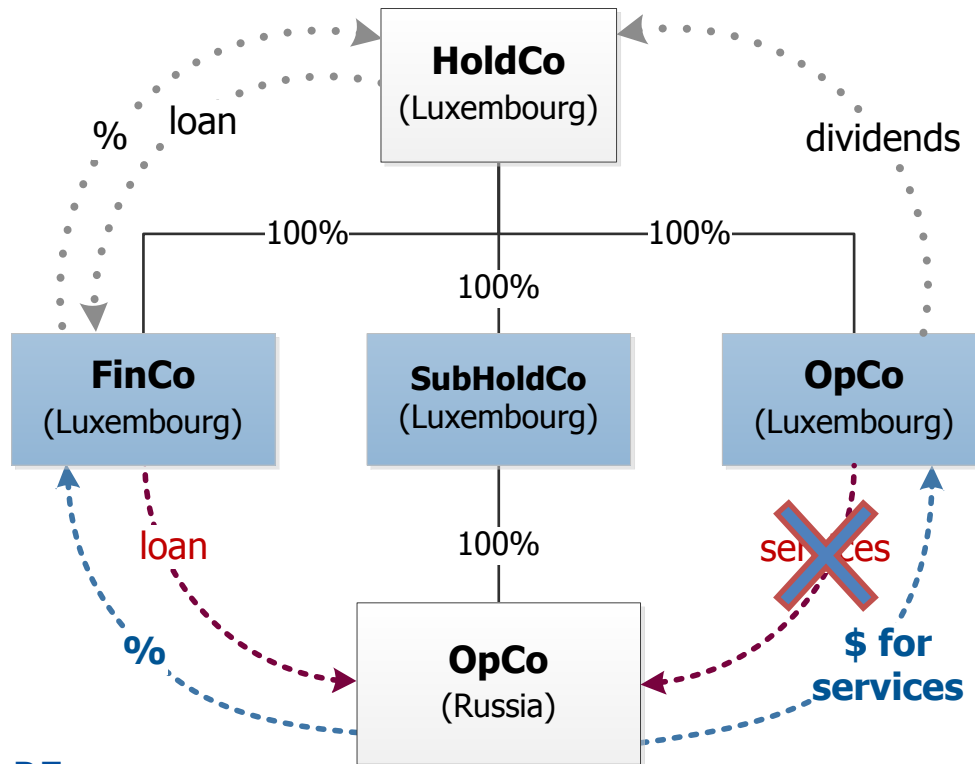 HoldCo
(Luxembourg)
loan
%
dividends
100%
100%
100%
FinCo
(Luxembourg)
SubHoldCo
(Luxembourg)
OpCo
(Luxembourg)
loan
100%
services
%
$ for
services
OpCo
(Russia)